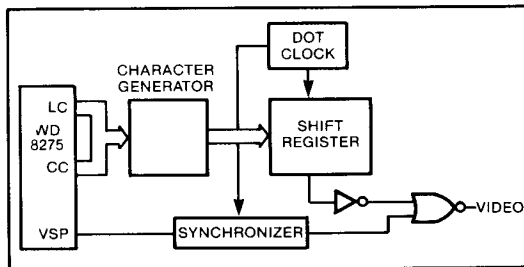 DOT
CLOCK
CHARACTER
GENERATOR
LC
WD
8275
CC
SHIFT
REGISTER
VIDEO
VSP
SYNCHRONIZER